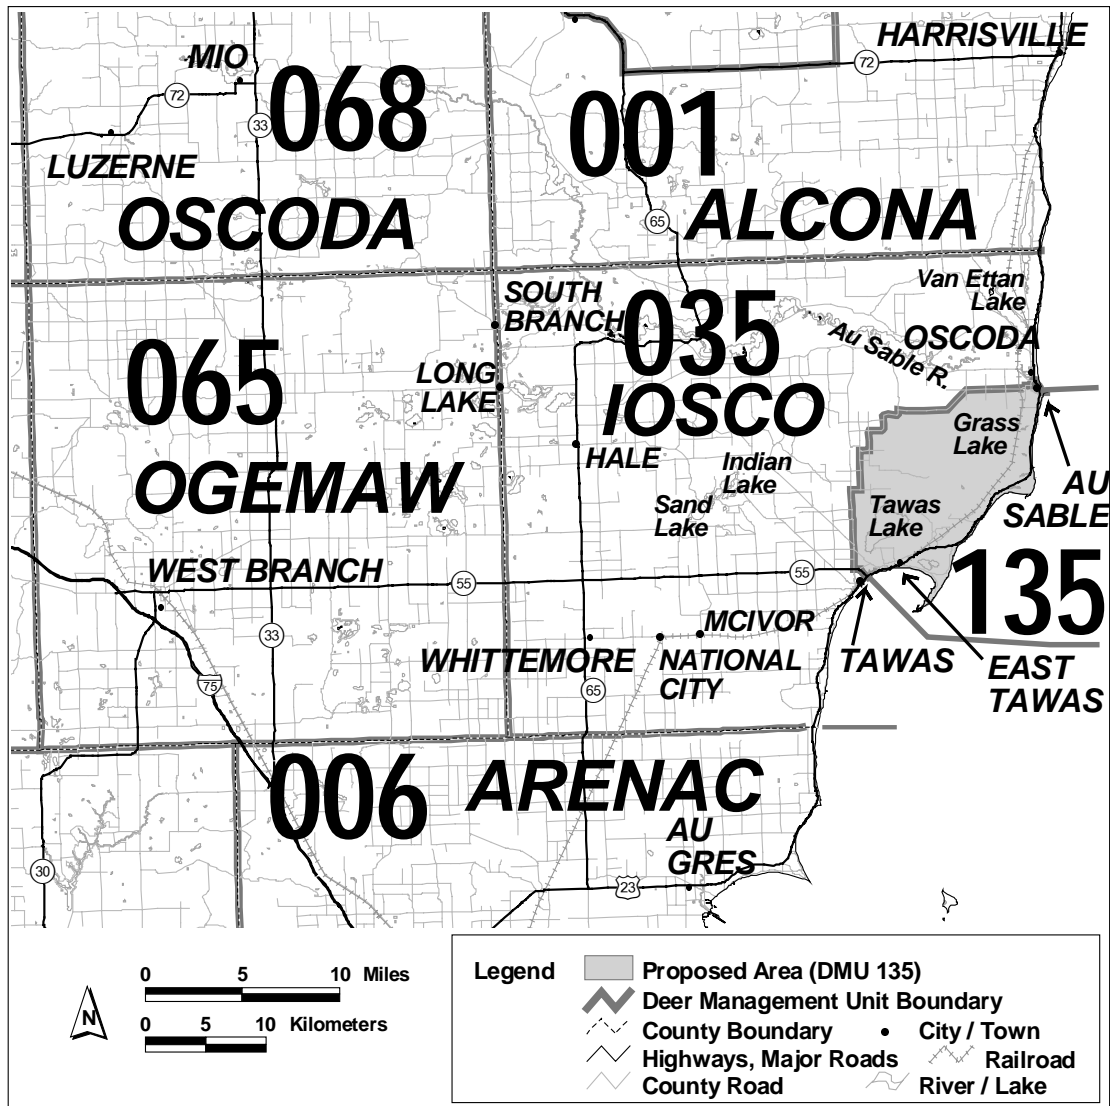 HARRISVILLE
MIO
72
72
068
001
33
LUZERNE
OSCODA
65
ALCONA
Van Ettan
Lake
SOUTH
BRANCH
035
Au Sable R.
OSCODA
065
LONG
LAKE
IOSCO
Grass
Lake
HALE
Indian
Lake
OGEMAW
Sand
Lake
Tawas
Lake
AU
SABLE
WEST BRANCH
55
55
135
33
MCIVOR
WHITTEMORE
NATIONAL
CITY
TAWAS
EAST
TAWAS
75
65
006
ARENAC
AU
GRES
30
23
0 5 10 Miles
N
0 5 10 Kilometers
Legend
Proposed Area (DMU 135)
Deer Management Unit Boundary
County Boundary
City / Town
Highways, Major Roads
Railroad
County Road
River / Lake